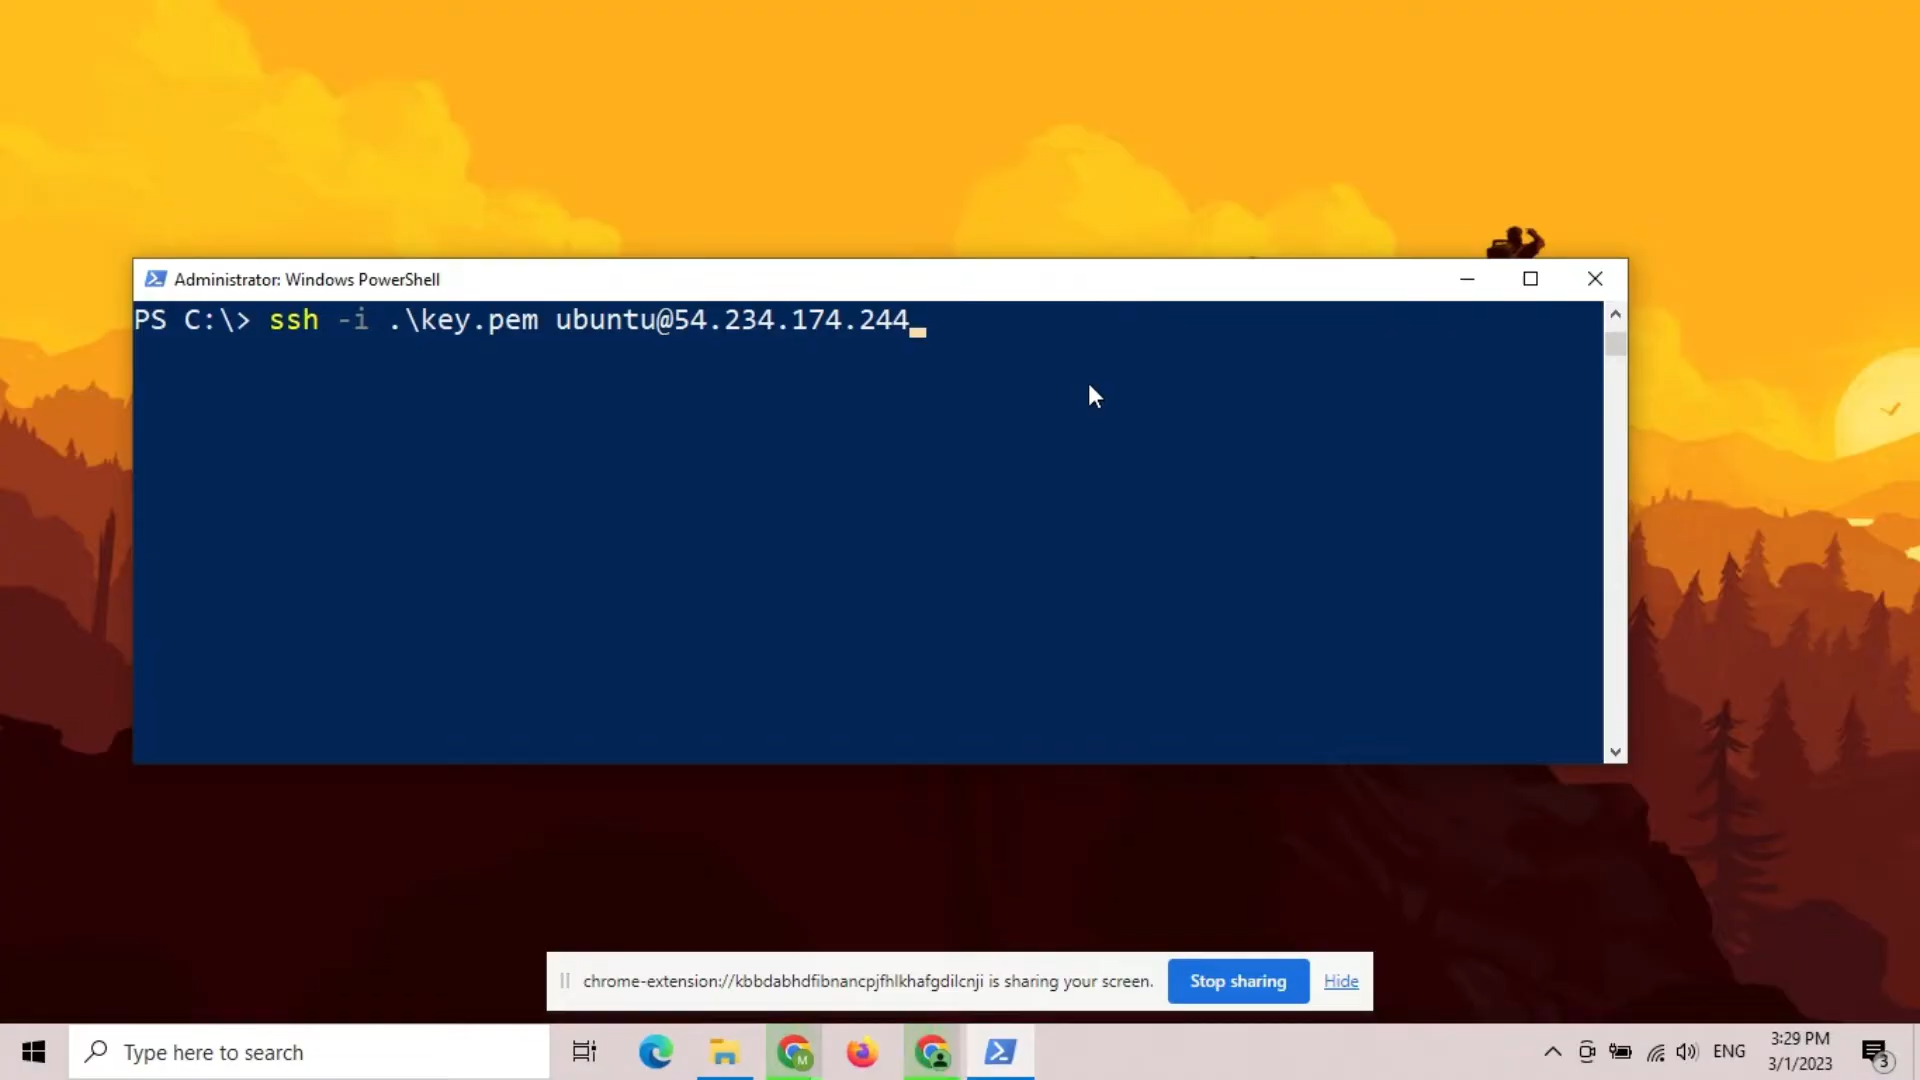 Administrator: Windows PowerShell
PS C:\> ssh -i .\key.pem ubuntu@54.234.174.244
chrome-extension://kbbdabhdfibnancpjfhlkhafgdilcnji is sharing your screen. Stop sharing Hide
Type here to search
M
ENG
3:29 PM
3/1/2023
3